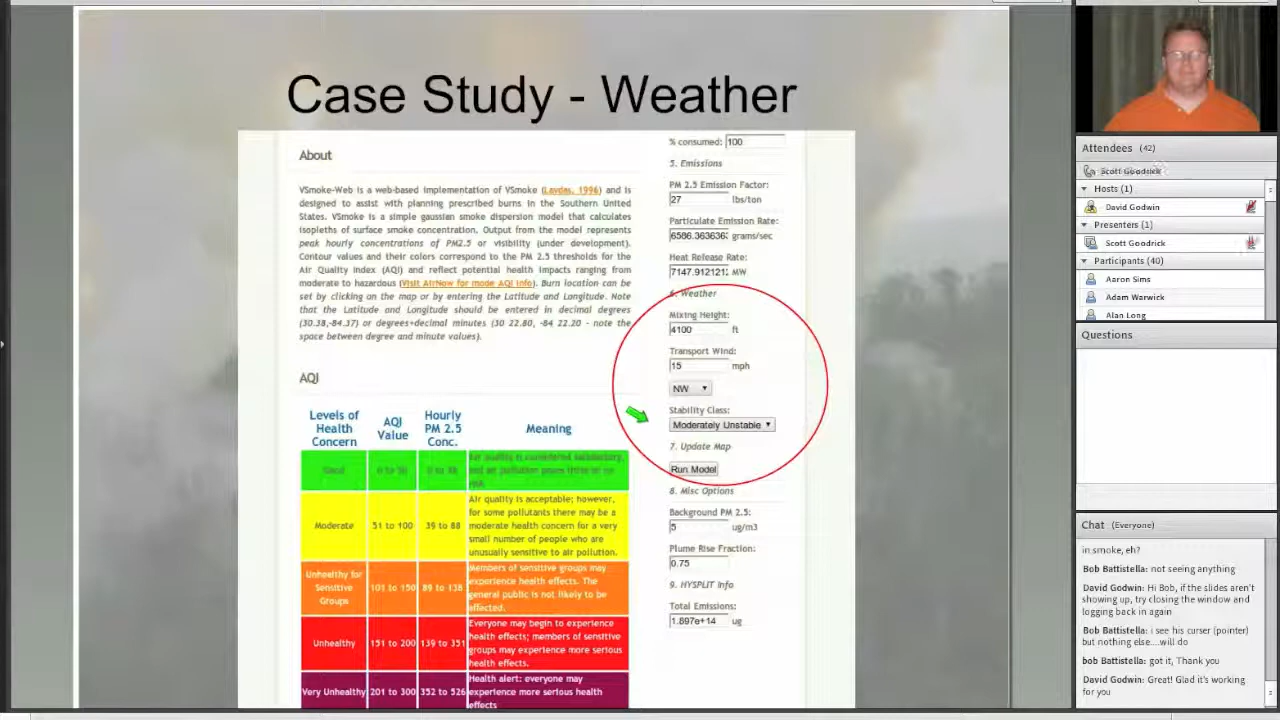 Case Study - Weather
About
VSmoke-Web is a web-based implementation of VSmoke (Lavdas, 1996) and is
designed to assist with planning prescribed burns in the Southern United
States. VSmoke is a simple gaussian smoke dispersion model that calculates
isopleths of surface smoke concentration. Output from the model represents
peak hourly concentrations of PM2.5 or visibility (under development).
Contour values and their colors correspond to the PM 2.5 thresholds for the
Air Quality Index (AQI) and reflect potential health impacts ranging from
moderate to hazardous (Visit AirNow for mode AQI info). Burn location can be
set by clicking on the map or by entering the Latitude and Longitude. Note
that the Latitude and Longitude should be entered in decimal degrees
(30.38,-84.37) or degrees+decimal minutes (30 22.80, -84 22.20 - note the
space between degree and minute values).
AQI
Levels of
Health
Concern
AQI
Value
Hourly
PM 2.5
Conc.
Meaning
Good
Air quality is considered satisfactory,
and air pollution poses little or no
risk
Moderate
51 to 100
39 to 88
Air quality is acceptable; however,
for some pollutants there may be a
moderate health concern for a very
small number of people who are
unusually sensitive to air pollution.
Unhealthy for
Sensitive
Groups
101 to 150
89 to 138
Members of sensitive groups may
experience health effects. The
general public is not likely to be
affected.
Unhealthy
151 to 200
139 to 351
Everyone may begin to experience
health effects; members of sensitive
groups may experience more serious
health effects.
Very Unhealthy
201 to 300
352 to 526
Health alert: everyone may
experience more serious health
effects
% consumed: 100
5. Emissions
PM 2.5 Emission Factor:
27 lbs/ton
Particulate Emission Rate:
6586.363636: grams/sec
Heat Release Rate:
7147.912121: MW
6. Weather
Mixing Height:
4100 ft
Transport Wind:
15 mph
NW
Stability Class:
Moderately Unstable
7. Update Map
Run Model
8. Misc Options
Background PM 2.5:
5 ug/m3
Plume Rise Fraction:
0.75
9. HYSPLIT Info
Total Emissions:
1.897e+14 ug
Attendees (42)
Scott Goodrick
Hosts (1)
David Godwin
Presenters (1)
Scott Goodrick
Participants (40)
Aaron Sims
Adam Warwick
Alan Long
Questions
Chat (Everyone)
in smoke, eh?
Bob Battistella: not seeing anything
David Godwin: Hi Bob, if the slides aren't
showing up, try closing the window and
logging back in again
Bob Battistella: i see his curser (pointer)
but nothing else....will do
bob Battistella: got it, Thank you
David Godwin: Great! Glad it's working
for you